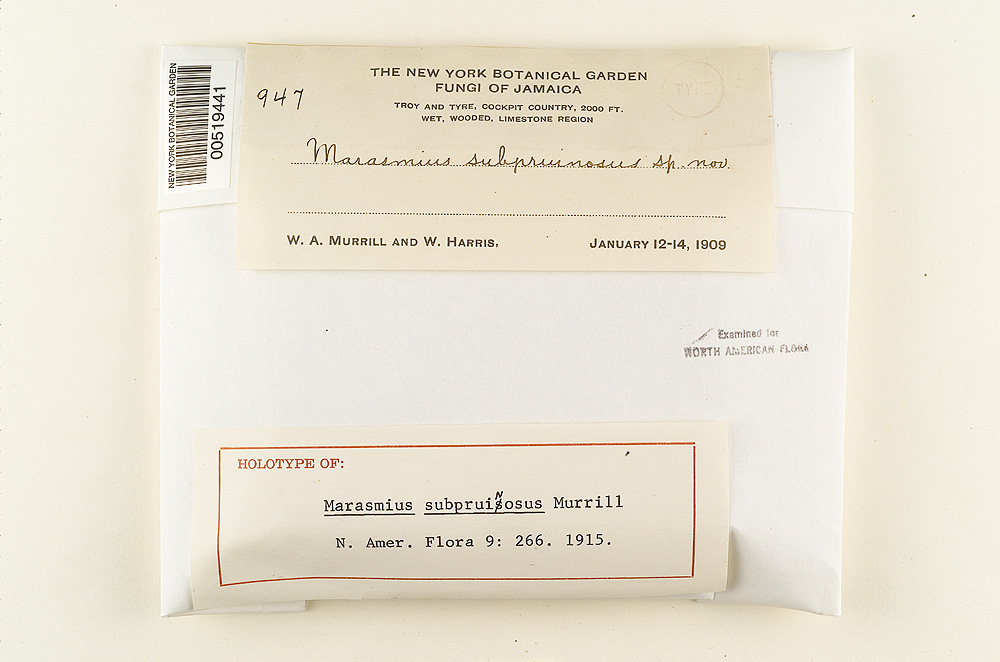 NEW YORK BOTANICAL GARDEN
00519441
THE NEW YORK BOTANICAL GARDEN
FUNGI OF JAMAICA
TYPE
947
TROY AND TYRE, COCKPIT COUNTRY, 2000 FT.
WET, WOODED, LIMESTONE REGION
Marasmius subpruinosus sp. nov.
W. A. MURRILL AND W. HARRIS,
JANUARY 12-14, 1909
Examined for
NORTH AMERICAN FLORA
HOLOTYPE OF:
Marasmius subpruiNosus Murrill
N. Amer. Flora 9: 266. 1915.